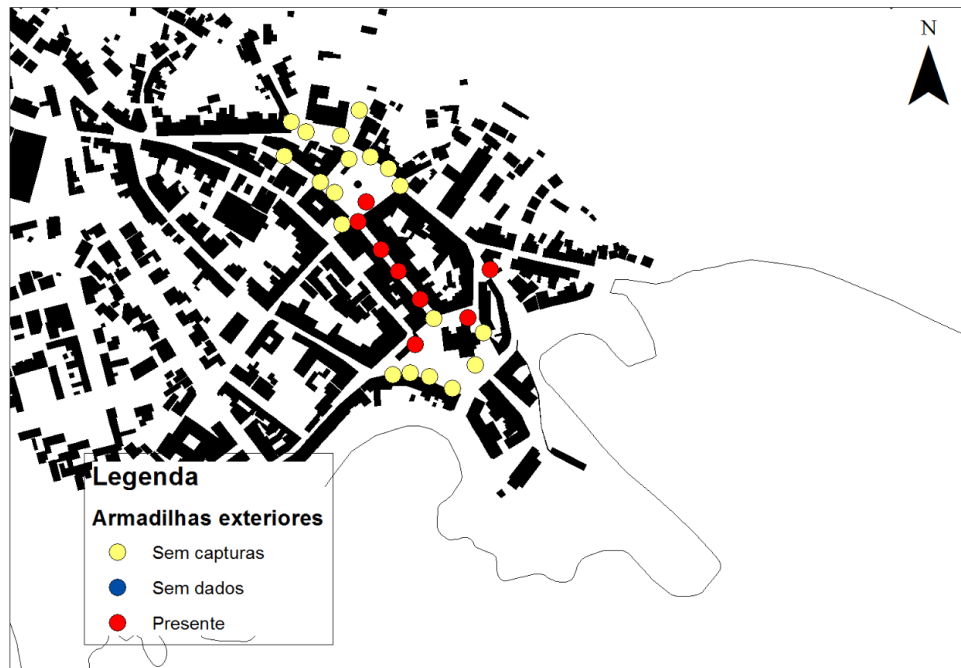 N
Legenda
Armadilhas exteriores
Sem capturas
Sem dados
Presente